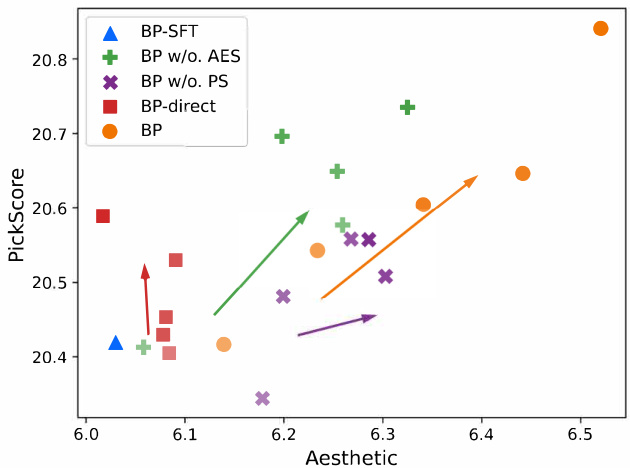 BP-SFT
BP w/o. AES
BP w/o. PS
BP-direct
BP
PickScore
20.8
20.7
20.6
20.5
20.4
6.0 6.1 6.2 6.3 6.4 6.5
Aesthetic